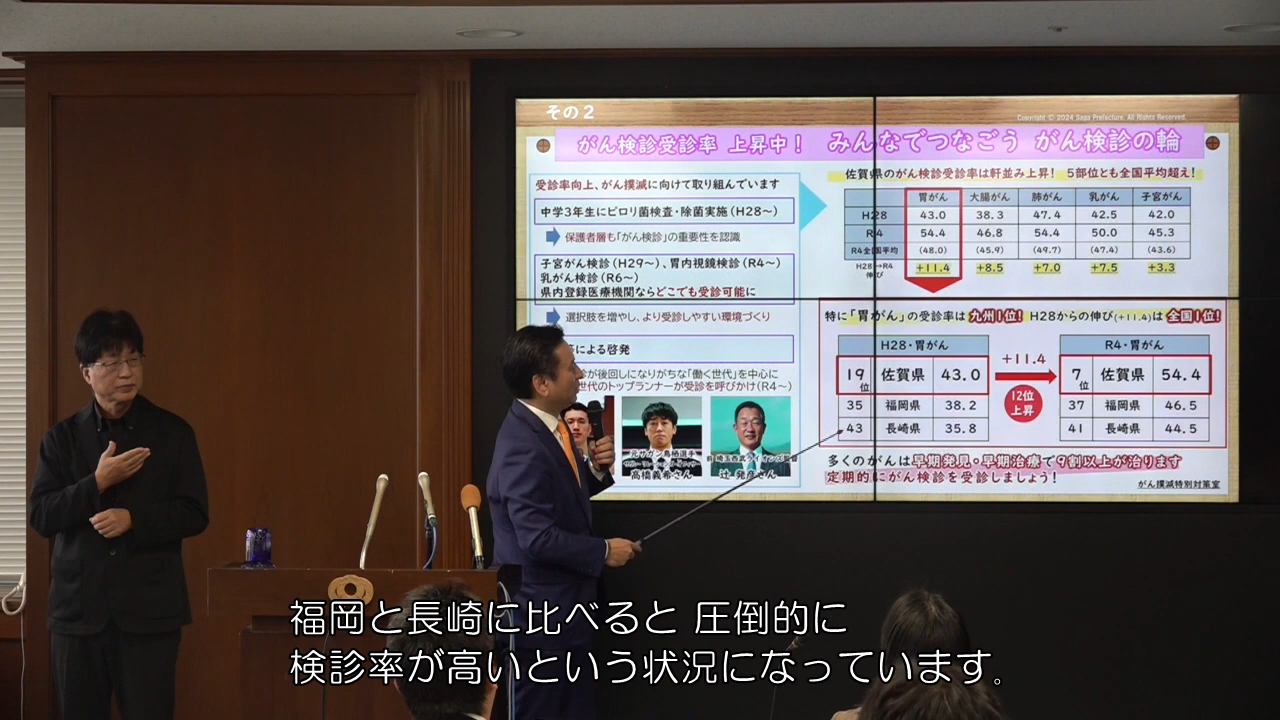 その2
Copyright © 2024 Saga Prefecture. All Rights Reserved.
がん検診受診率 上昇中！ みんなでつなごう がん検診の輪
受診率向上、がん撲滅に向けて取り組んでいます
中学3年生にピロリ菌検査・除菌実施（H28～）
保護者層も「がん検診」の重要性を認識
子宮がん検診（H29～）、胃内視鏡検診（R4～）
乳がん検診（R6～）
県内登録医療機関ならどこでも受診可能に
選択肢を増やし、より受診しやすい環境づくり
による啓発
が後回しになりがちな「働く世代」を中心に
世代のトップランナーが受診を呼びかけ（R4～）
元サガン鳥栖選手
高橋義希さん
前 埼玉西武ライオンズ監督
辻 発彦さん
佐賀県のがん検診受診率は軒並み上昇！ 5部位とも全国平均超え！
胃がん 大腸がん 肺がん 乳がん 子宮がん
H28 43.0 38.3 47.4 42.5 42.0
R4 54.4 46.8 54.4 50.0 45.3
R4全国平均 (48.0) (45.9) (49.7) (47.4) (43.6)
H28→R4
伸び +11.4 +8.5 +7.0 +7.5 +3.3
特に「胃がん」の受診率は 九州1位！ H28からの伸び(+11.4)は 全国1位！
H28・胃がん
19位 佐賀県 43.0
35 福岡県 38.2
43 長崎県 35.8
+11.4
12位
上昇
R4・胃がん
7位 佐賀県 54.4
37 福岡県 46.5
41 長崎県 44.5
多くのがんは早期発見・早期治療で9割以上が治ります
定期的にがん検診を受診しましょう！
がん撲滅特別対策室
福岡と長崎に比べると 圧倒的に
検診率が高いという状況になっています。